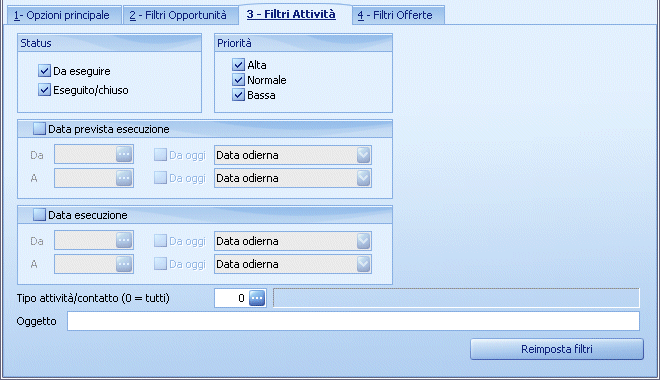 1- Opzioni principale 2 - Filtri Opportunità 3 - Filtri Attività 4 - Filtri Offerte
Status
Da eseguire
Eseguito/chiuso
Priorità
Alta
Normale
Bassa
Data prevista esecuzione
Da ... Da oggi Data odierna
A ... Da oggi Data odierna
Data esecuzione
Da ... Da oggi Data odierna
A ... Da oggi Data odierna
Tipo attività/contatto (0 = tutti) 0 ...
Oggetto
Reimposta filtri